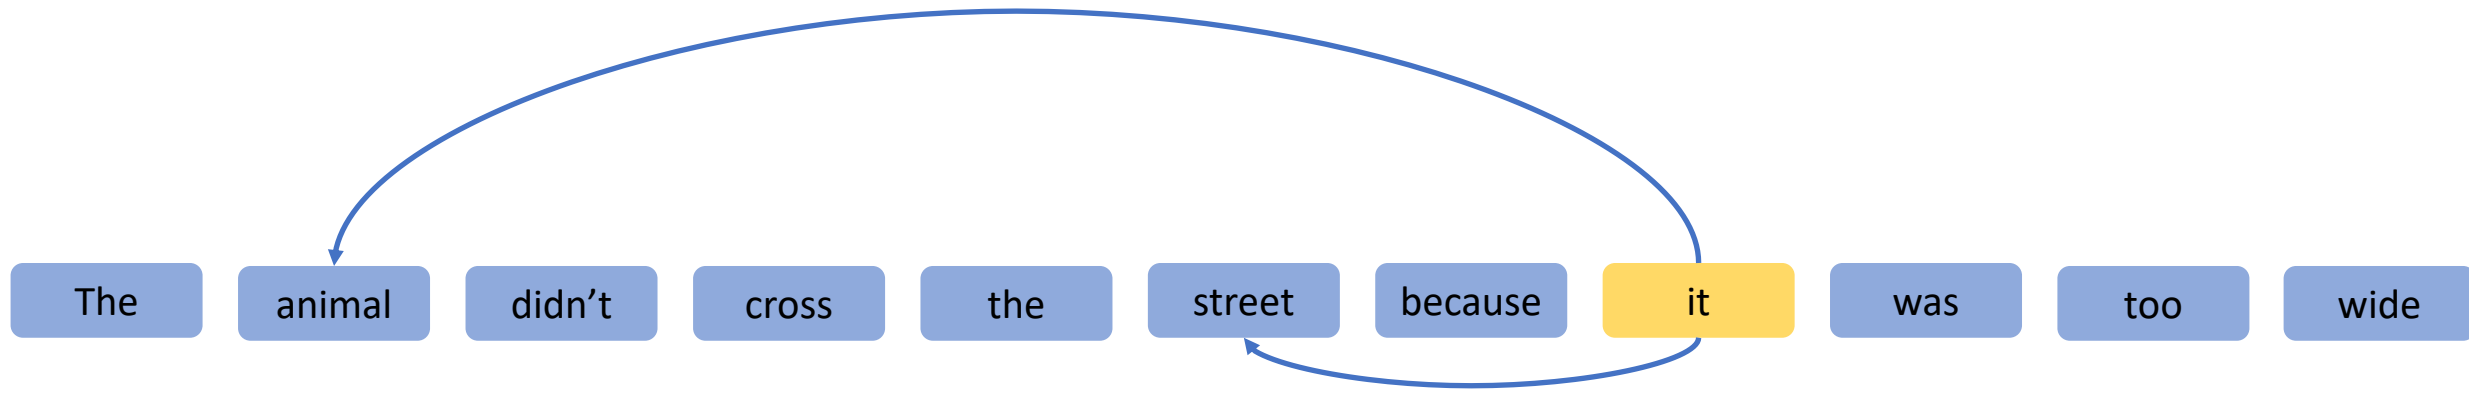 The animal didn’t cross the street because it was too wide